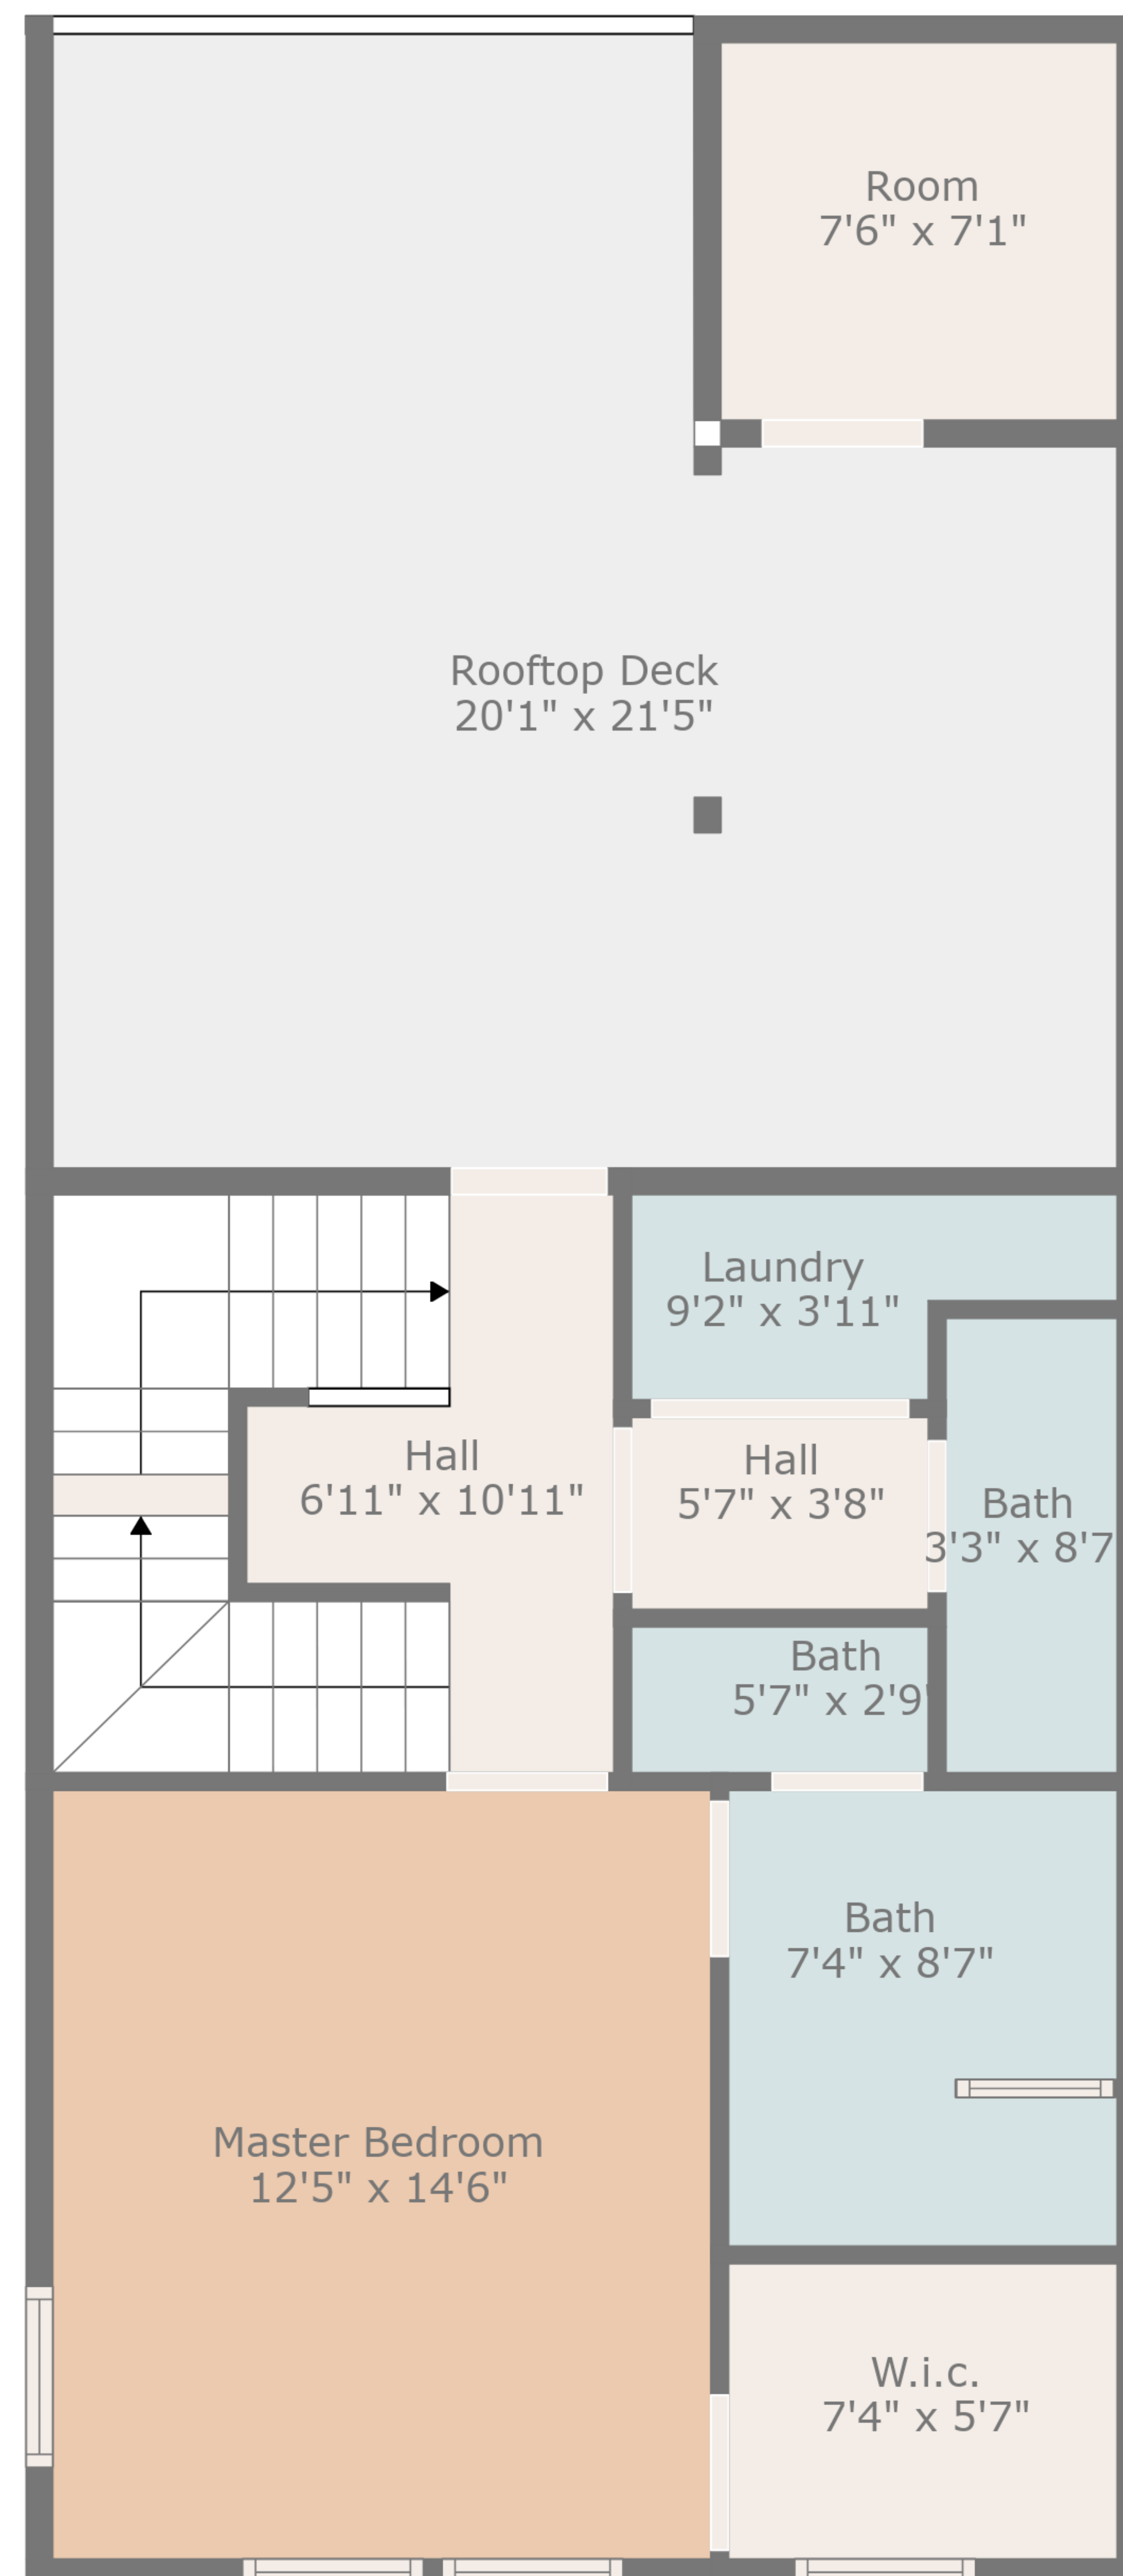 Room
7'6" x 7'1"
Rooftop Deck
20'1" x 21'5"
Laundry
9'2" x 3'11"
Hall
6'11" x 10'11"
Hall
5'7" x 3'8"
Bath
3'3" x 8'7
Bath
5'7" x 2'9'
Bath
7'4" x 8'7"
Master Bedroom
12'5" x 14'6"
W.i.c.
7'4" x 5'7"